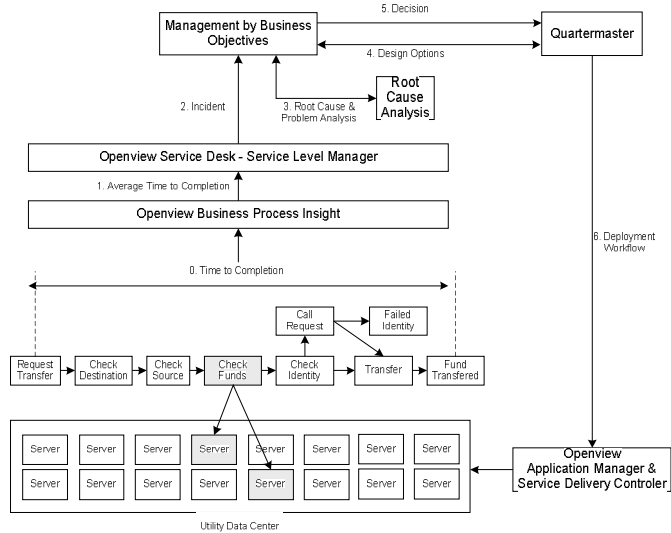 5. Decision
Management by Business
Objectives
Quartermaster
4. Design Options
2. Incident
3. Root Cause &
Problem Analysis
Root
Cause
Analysis
Openview Service Desk - Service Level Manager
1. Average Time to Completion
Openview Business Process Insight
6. Deployment
Workflow
0. Time to Completion
Call
Request
Failed
Identity
Request
Transfer
Check
Destination
Check
Source
Check
Funds
Check
Identity
Transfer
Fund
Transfered
Server Server Server Server Server Server Server Server
Server Server Server Server Server Server Server Server
Openview
Application Manager &
Service Delivery Controler
Utility Data Center